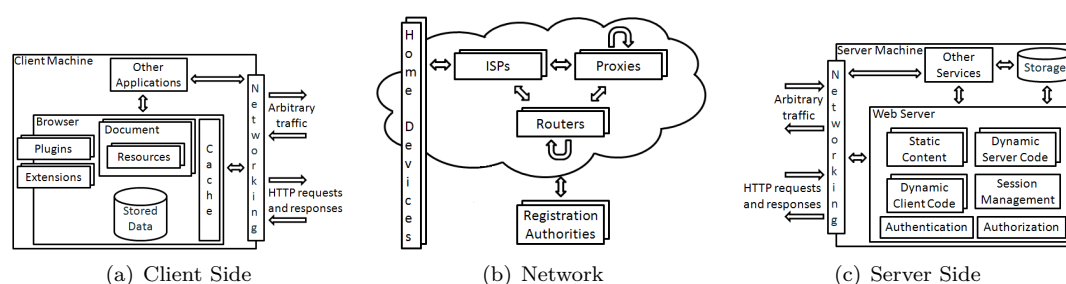 Client Machine
Other
Applications
Browser
Document
Resources
Plugins
Extensions
Stored
Data
Cache
Networking
Arbitrary
traffic
HTTP requests
and responses
(a) Client Side
Home Devices
ISPs
Proxies
Routers
Registration
Authorities
(b) Network
Server Machine
Other
Services
Storage
Networking
Arbitrary
traffic
HTTP requests
and responses
Web Server
Static
Content
Dynamic
Server Code
Dynamic
Client Code
Session
Management
Authentication
Authorization
(c) Server Side